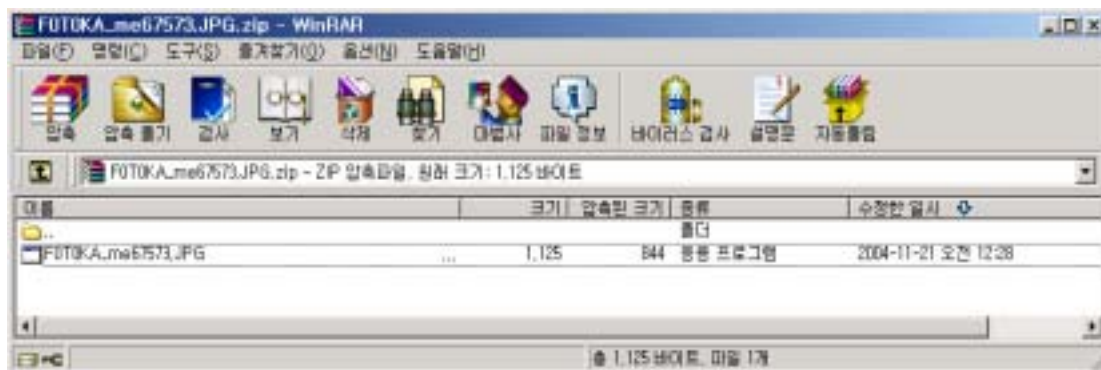 FOTOKA_me67573.JPG.zip - WinRAR
파일(F) 명령(C) 도구(S) 즐겨찾기(O) 옵션(N) 도움말(H)
압축 압축 풀기 검사 보기 삭제 찾기 마법사 파일 정보 바이러스 검사 설명문 자동풀림
FOTOKA_me67573.JPG.zip - ZIP 압축파일, 원래 크기: 1,125 바이트
이름 크기 압축된 크기 종류 수정한 일시
.. 폴더
FOTOKA_me67573.JPG ... 1,125 844 응용 프로그램 2004-11-21 오전 12:28
총 1,125 바이트, 파일 1개